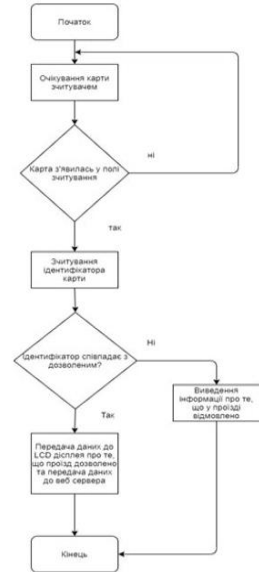 Початок
Очікування карти
зчитувачем
Карта з'явилась у полі
зчитування
ні
так
Зчитування
ідентифікатора
карти
Ідентифікатор співпадає з
дозволеним?
Ні
Виведення
інформації про те,
що у проїзді
відмовлено
Так
Передача даних до
LCD дісплея про те,
що проїзд дозволено
та передача даних
до веб сервера
Кінець